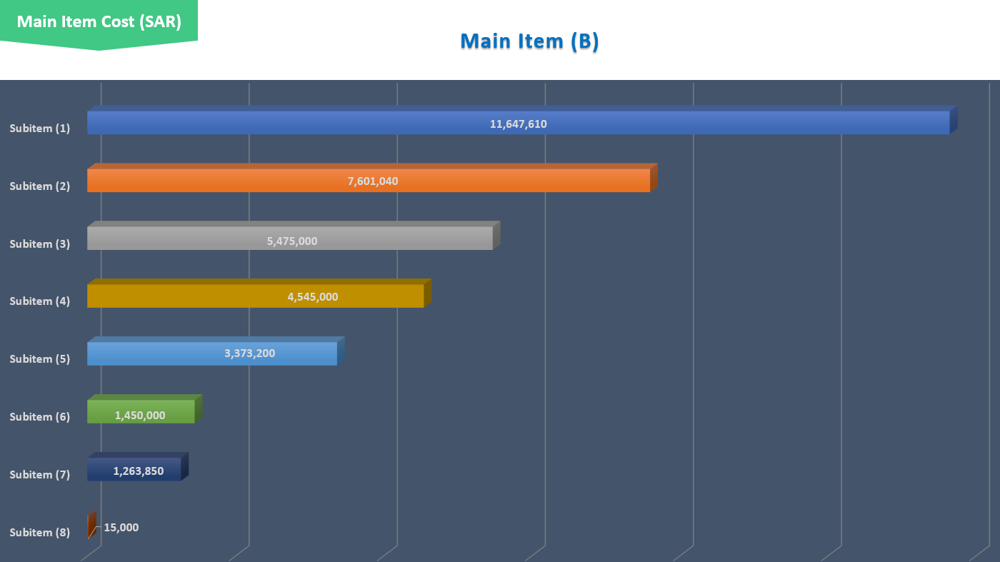 Main Item Cost (SAR)
Main Item (B)
Subitem (1) 11,647,610
Subitem (2) 7,601,040
Subitem (3) 5,475,000
Subitem (4) 4,545,000
Subitem (5) 3,373,200
Subitem (6) 1,450,000
Subitem (7) 1,263,850
Subitem (8) 15,000